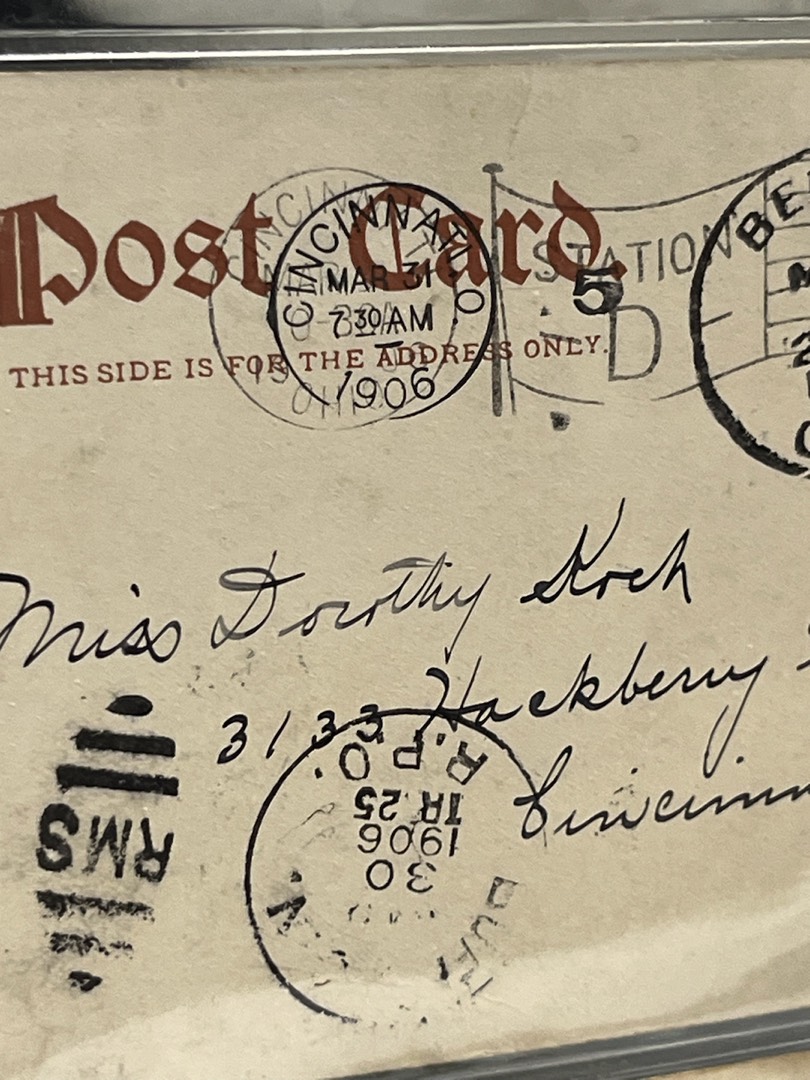 Post Card.
CINCINNATI, O.
MAR 31
7 30 AM
1906
STATION
5
D
THIS SIDE IS FOR THE ADDRESS ONLY.
Miss Dorothy Koch
3133 Hackberry
RMS
R.P.O.
TR. 25
1906
30